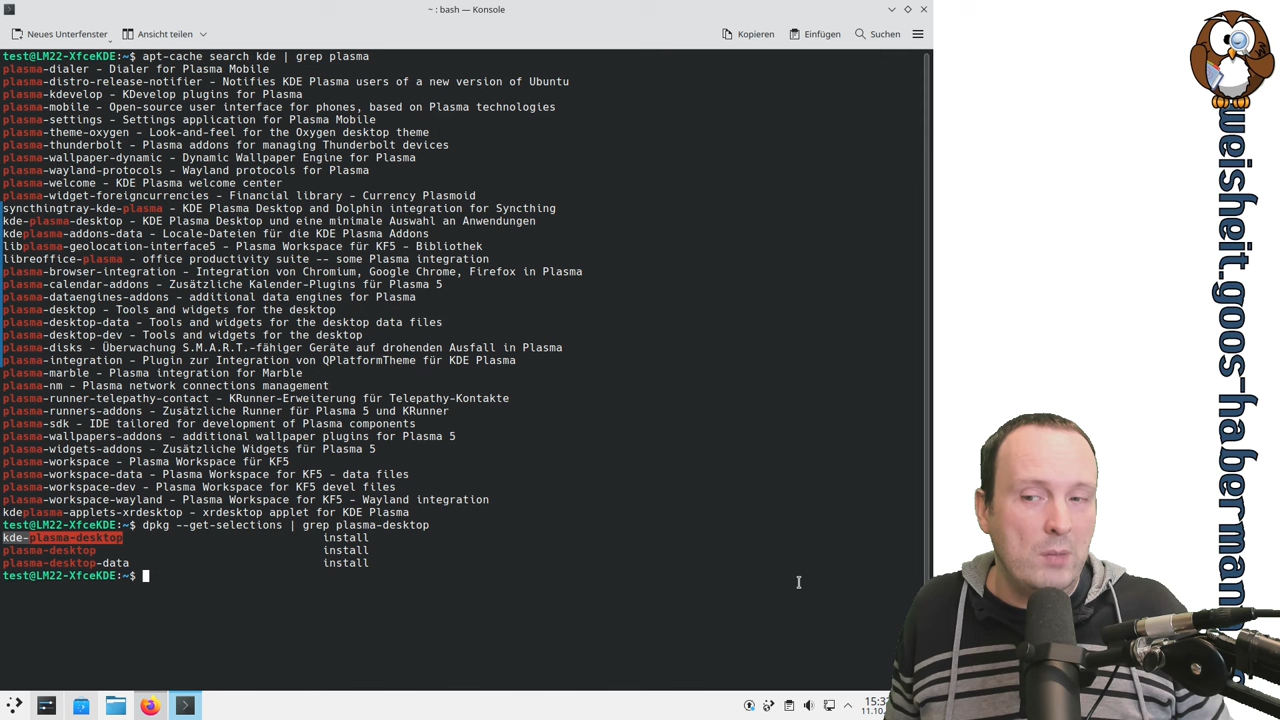 ~ : bash — Konsole
Neues Unterfenster
Ansicht teilen
Kopieren
Einfügen
Suchen
test@LM22-XfceKDE:~$ apt-cache search kde | grep plasma
plasma-dialer - Dialer for Plasma Mobile
plasma-distro-release-notifier - Notifies KDE Plasma users of a new version of Ubuntu
plasma-kdevelop - KDevelop plugins for Plasma
plasma-mobile - Open-source user interface for phones, based on Plasma technologies
plasma-settings - Settings application for Plasma Mobile
plasma-theme-oxygen - Look-and-feel for the Oxygen desktop theme
plasma-thunderbolt - Plasma addons for managing Thunderbolt devices
plasma-wallpaper-dynamic - Dynamic Wallpaper Engine for Plasma
plasma-wayland-protocols - Wayland protocols for Plasma
plasma-welcome - KDE Plasma welcome center
plasma-widget-foreigncurrencies - Financial library - Currency Plasmoid
syncthingtray-kde-plasma - KDE Plasma Desktop and Dolphin integration for Syncthing
kde-plasma-desktop - KDE Plasma Desktop und eine minimale Auswahl an Anwendungen
kdeplasma-addons-data - Locale-Dateien für die KDE Plasma Addons
libplasma-geolocation-interface5 - Plasma Workspace für KF5 - Bibliothek
libreoffice-plasma - office productivity suite -- some Plasma integration
plasma-browser-integration - Integration von Chromium, Google Chrome, Firefox in Plasma
plasma-calendar-addons - Zusätzliche Kalender-Plugins für Plasma 5
plasma-dataengines-addons - additional data engines for Plasma
plasma-desktop - Tools and widgets for the desktop
plasma-desktop-data - Tools and widgets for the desktop data files
plasma-desktop-dev - Tools and widgets for the desktop
plasma-disks - Überwachung S.M.A.R.T.-fähiger Geräte auf drohenden Ausfall in Plasma
plasma-integration - Plugin zur Integration von QPlatformTheme für KDE Plasma
plasma-marble - Plasma integration for Marble
plasma-nm - Plasma network connections management
plasma-runner-telepathy-contact - KRunner-Erweiterung für Telepathy-Kontakte
plasma-runners-addons - Zusätzliche Runner für Plasma 5 und KRunner
plasma-sdk - IDE tailored for development of Plasma components
plasma-wallpapers-addons - additional wallpaper plugins for Plasma 5
plasma-widgets-addons - Zusätzliche Widgets für Plasma 5
plasma-workspace - Plasma Workspace für KF5
plasma-workspace-data - Plasma Workspace for KF5 - data files
plasma-workspace-dev - Plasma Workspace for KF5 devel files
plasma-workspace-wayland - Plasma Workspace for KF5 - Wayland integration
kdeplasma-applets-xrdesktop - xrdesktop applet for KDE Plasma
test@LM22-XfceKDE:~$ dpkg --get-selections | grep plasma-desktop
kde-plasma-desktop install
plasma-desktop install
plasma-desktop-data install
test@LM22-XfceKDE:~$